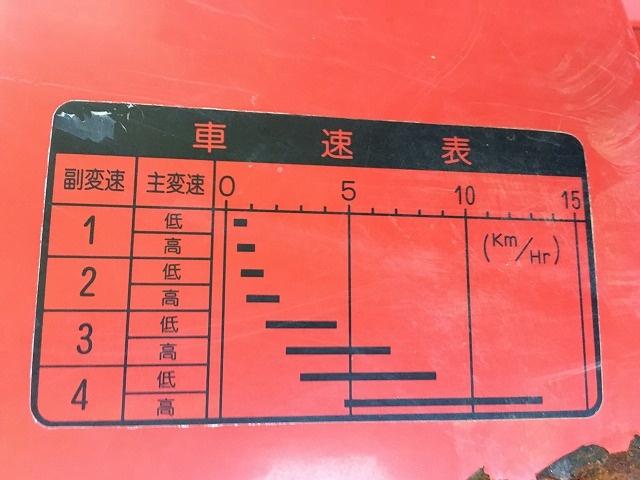 車速表
副変速 主変速 0 5 10 15
1 低 (Km/Hr)
高
2 低
高
3 低
高
4 低
高